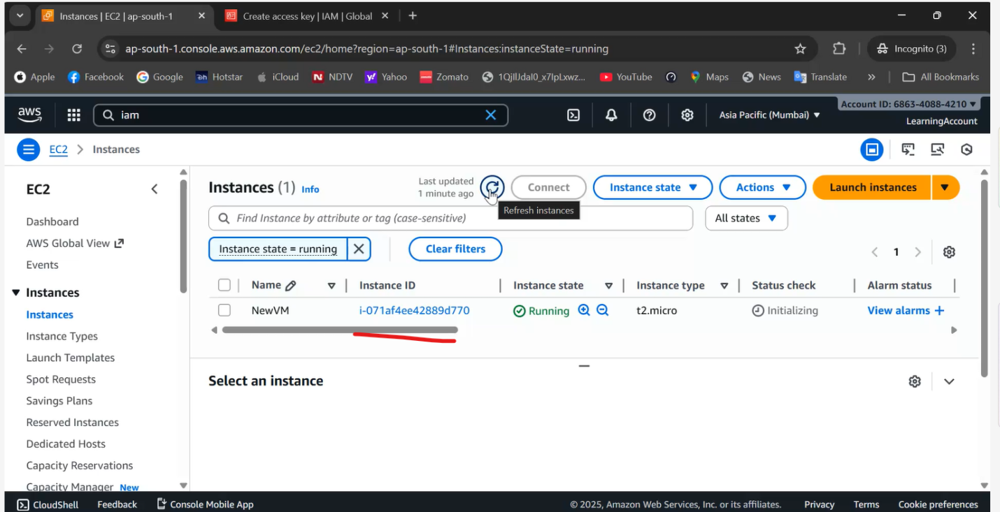 Instances | EC2 | ap-south-1
Create access key | IAM | Global
ap-south-1.console.aws.amazon.com/ec2/home?region=ap-south-1#Instances:instanceState=running
Incognito (3)
Apple Facebook Google Hotstar iCloud NDTV Yahoo Zomato YouTube Maps News Translate » All Bookmarks
aws
iam
Asia Pacific (Mumbai)
Account ID: 6863-4088-4210
LearningAccount
EC2 > Instances
EC2
Dashboard
AWS Global View
Events
Instances
Instances
Instance Types
Launch Templates
Spot Requests
Savings Plans
Reserved Instances
Dedicated Hosts
Capacity Reservations
Capacity Manager New
Instances (1) Info
Last updated
1 minute ago
Connect
Instance state
Actions
Launch instances
Refresh instances
Find Instance by attribute or tag (case-sensitive)
All states
Instance state = running
Clear filters
1
Name Instance ID Instance state Instance type Status check Alarm status
NewVM i-071af4ee42889d770 Running t2.micro Initializing View alarms +
Select an instance
CloudShell Feedback Console Mobile App © 2025, Amazon Web Services, Inc. or its affiliates. Privacy Terms Cookie preferences